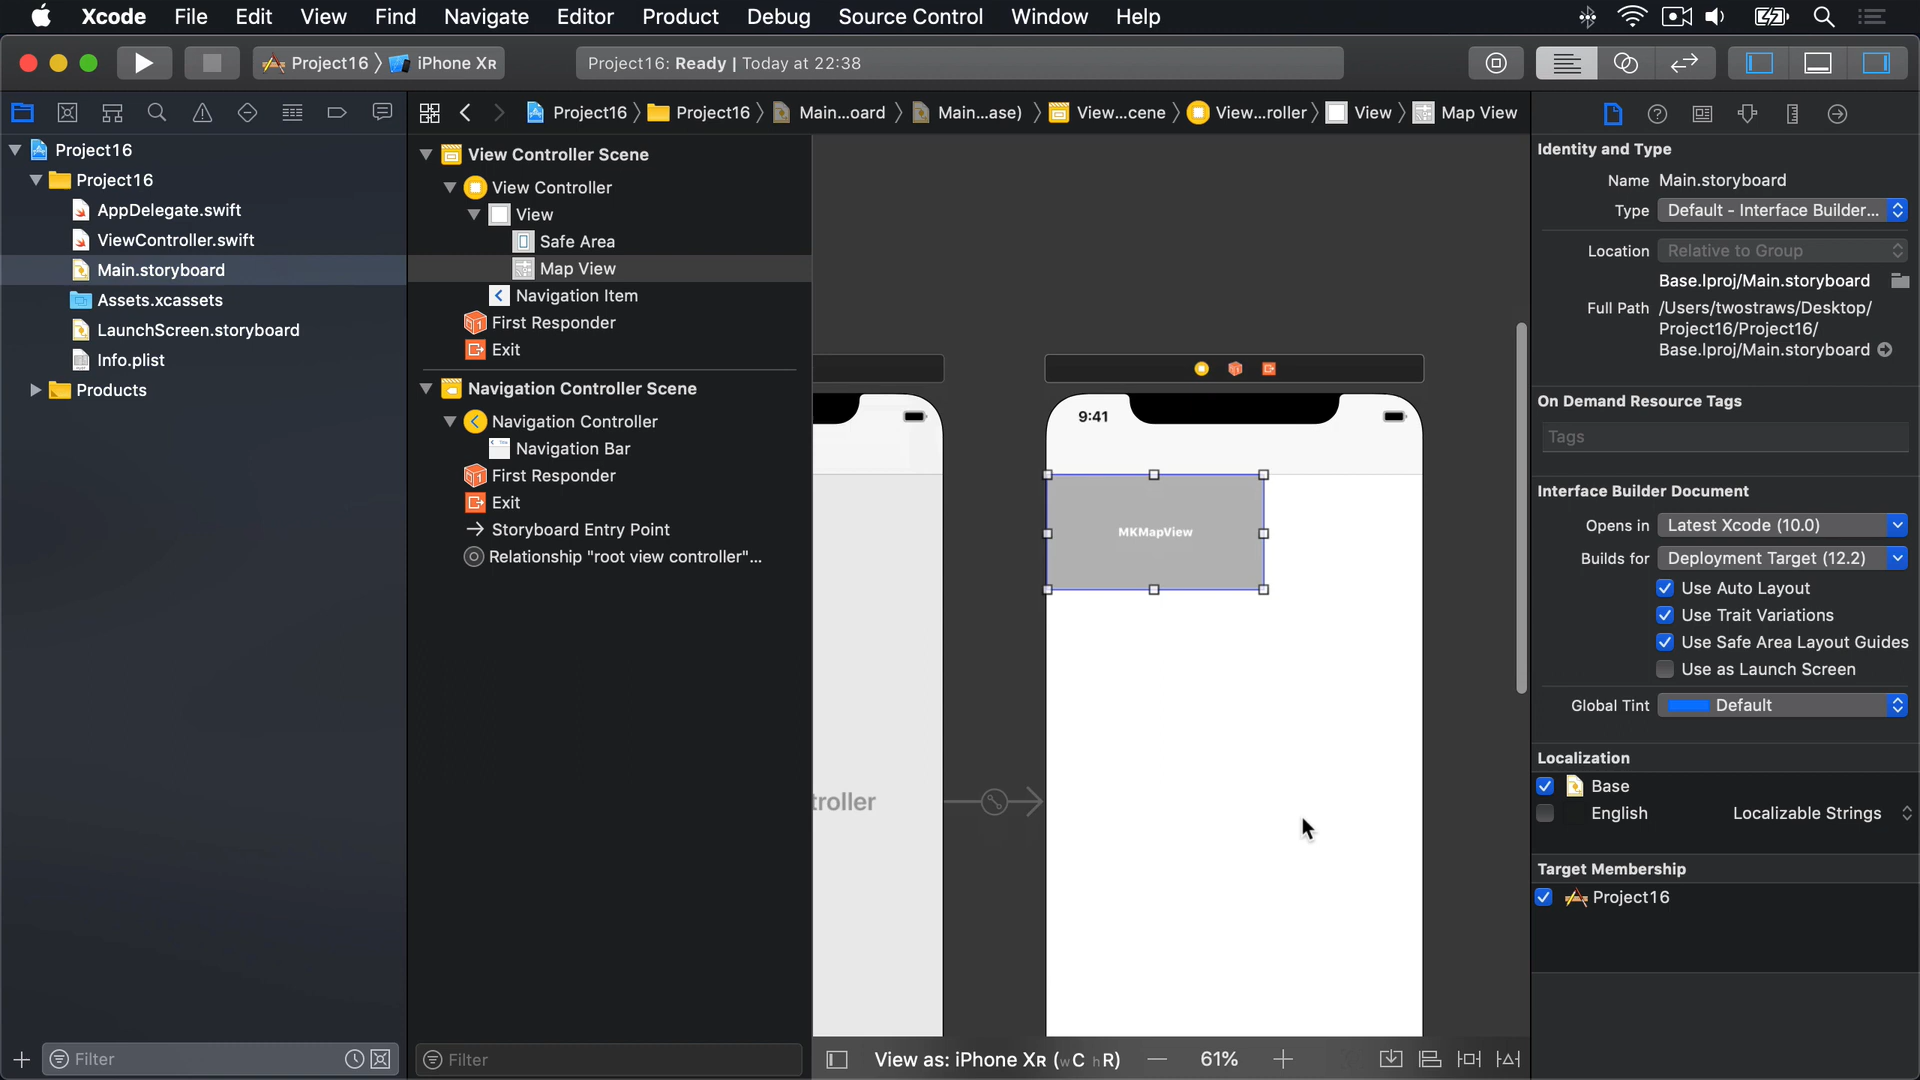 Xcode File Edit View Find Navigate Editor Product Debug Source Control Window Help
Project16 iPhone XR
Project16: Ready | Today at 22:38
Project16 Project16 Main...oard Main...ase) View...cene View...roller View Map View
Project16
Project16
AppDelegate.swift
ViewController.swift
Main.storyboard
Assets.xcassets
LaunchScreen.storyboard
Info.plist
Products
Filter
View Controller Scene
View Controller
View
Safe Area
Map View
Navigation Item
First Responder
Exit
Navigation Controller Scene
Navigation Controller
Navigation Bar
First Responder
Exit
Storyboard Entry Point
Relationship "root view controller"...
Filter
troller
9:41
MKMapView
View as: iPhone XR (wC hR)
61%
Identity and Type
Name Main.storyboard
Type Default - Interface Builder...
Location Relative to Group
Base.lproj/Main.storyboard
Full Path /Users/twostraws/Desktop/
Project16/Project16/
Base.lproj/Main.storyboard
On Demand Resource Tags
Tags
Interface Builder Document
Opens in Latest Xcode (10.0)
Builds for Deployment Target (12.2)
Use Auto Layout
Use Trait Variations
Use Safe Area Layout Guides
Use as Launch Screen
Global Tint Default
Localization
Base
English Localizable Strings
Target Membership
Project16